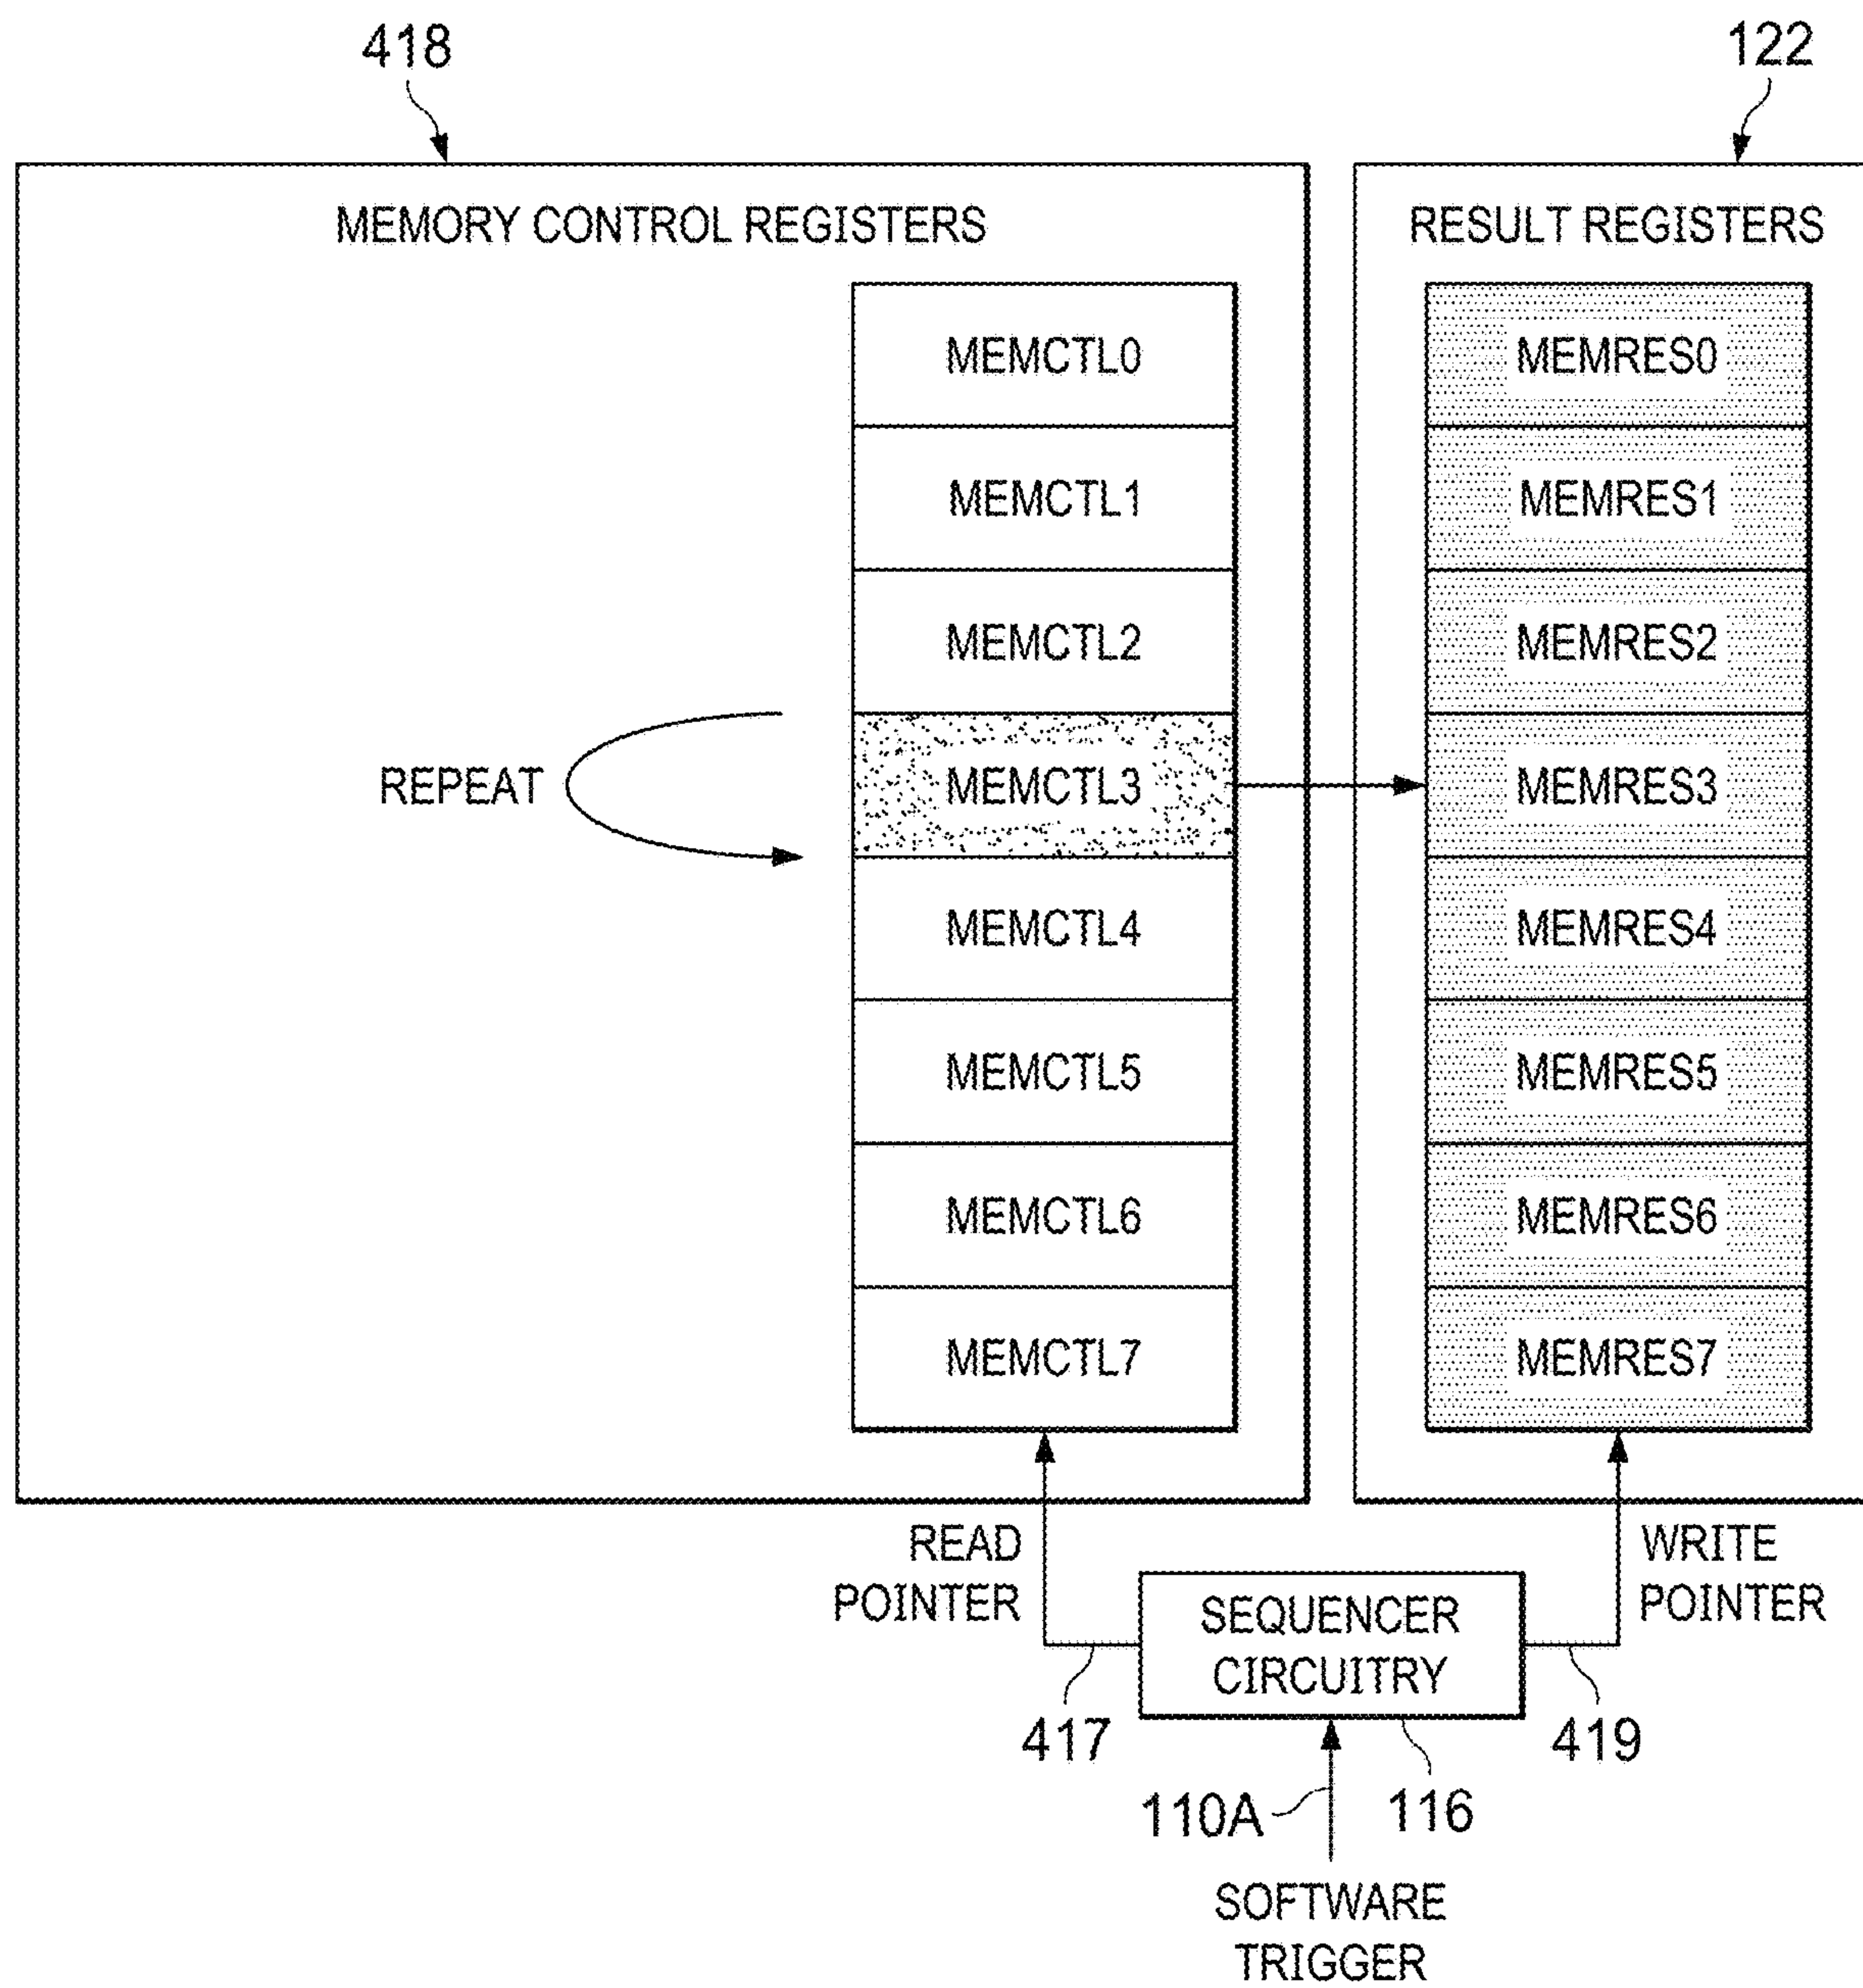 418
122
MEMORY CONTROL REGISTERS
RESULT REGISTERS
MEMCTL0
MEMRES0
MEMCTL1
MEMRES1
MEMCTL2
MEMRES2
REPEAT
MEMCTL3
MEMRES3
MEMCTL4
MEMRES4
MEMCTL5
MEMRES5
MEMCTL6
MEMRES6
MEMCTL7
MEMRES7
READ
POINTER
WRITE
POINTER
SEQUENCER
CIRCUITRY
417
419
110A
116
SOFTWARE
TRIGGER